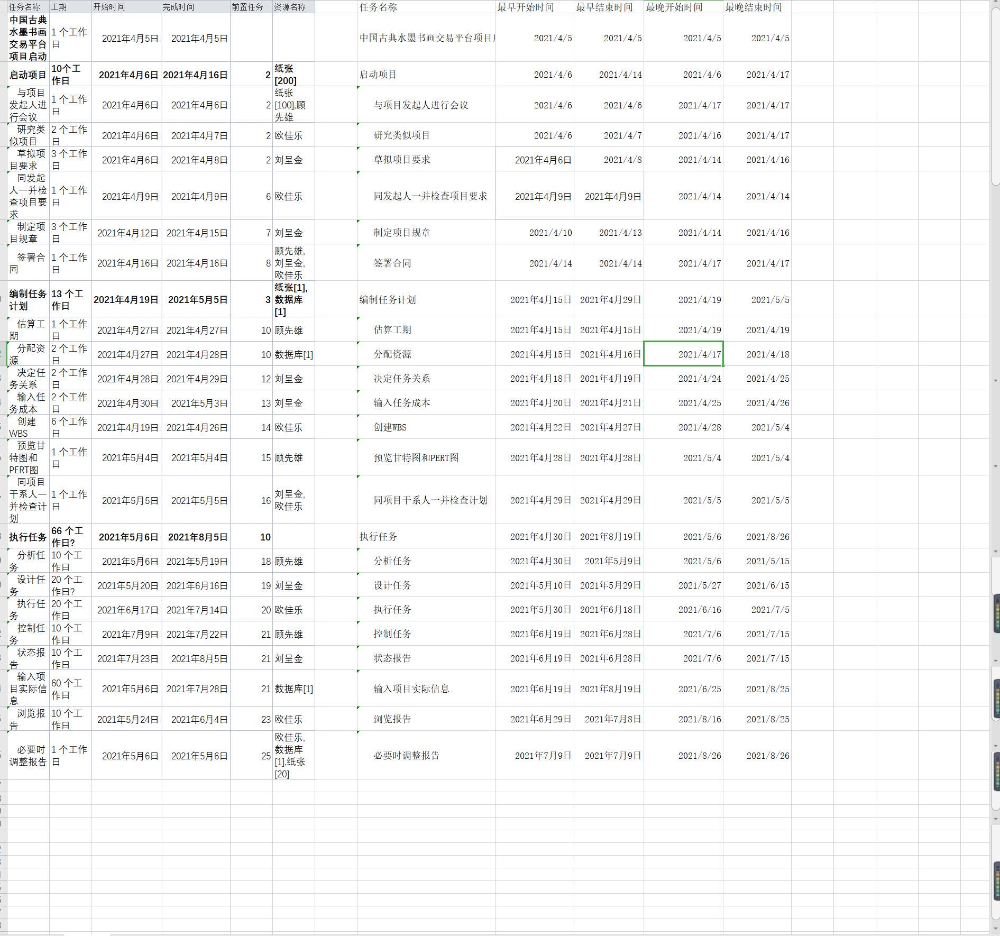 任务名称 工期 开始时间 完成时间 前置任务 资源名称 任务名称 最早开始时间 最早结束时间 最晚开始时间 最晚结束时间
中国古典
水墨书画
交易平台
项目启动 1 个工作
日 2021年4月5日 2021年4月5日 中国古典水墨书画交易平台项目 2021/4/5 2021/4/5 2021/4/5 2021/4/5
启动项目 10个工
作日 2021年4月6日 2021年4月16日 2 纸张
[200] 启动项目 2021/4/6 2021/4/14 2021/4/6 2021/4/17
与项目
发起人进
行会议 1 个工作
日 2021年4月6日 2021年4月6日 2 纸张
[100],顾
先雄 与项目发起人进行会议 2021/4/6 2021/4/6 2021/4/17 2021/4/17
研究类
似项目 2 个工作
日 2021年4月6日 2021年4月7日 2 欧佳乐 研究类似项目 2021/4/6 2021/4/7 2021/4/16 2021/4/17
草拟项
目要求 3 个工作
日 2021年4月6日 2021年4月8日 2 刘呈金 草拟项目要求 2021年4月6日 2021/4/8 2021/4/14 2021/4/16
同发起
人一并检
查项目要
求 1 个工作
日 2021年4月9日 2021年4月9日 6 欧佳乐 同发起人一并检查项目要求 2021年4月9日 2021年4月9日 2021/4/14 2021/4/14
制定项
目规章 3 个工作
日 2021年4月12日 2021年4月15日 7 刘呈金 制定项目规章 2021/4/10 2021/4/13 2021/4/14 2021/4/16
签署合
同 1 个工作
日 2021年4月16日 2021年4月16日 8 顾先雄,
刘呈金,
欧佳乐 签署合同 2021/4/14 2021/4/14 2021/4/17 2021/4/17
编制任务
计划 13 个工
作日 2021年4月19日 2021年5月5日 3 纸张[1],
数据库
[1] 编制任务计划 2021年4月15日 2021年4月29日 2021/4/19 2021/5/5
估算工
期 1 个工作
日 2021年4月27日 2021年4月27日 10 顾先雄 估算工期 2021年4月15日 2021年4月15日 2021/4/19 2021/4/19
分配资
源 2 个工作
日 2021年4月27日 2021年4月28日 10 数据库[1] 分配资源 2021年4月15日 2021年4月16日 2021/4/17 2021/4/18
决定任
务关系 2 个工作
日 2021年4月28日 2021年4月29日 12 刘呈金 决定任务关系 2021年4月18日 2021年4月19日 2021/4/24 2021/4/25
输入任
务成本 2 个工作
日 2021年4月30日 2021年5月3日 13 刘呈金 输入任务成本 2021年4月20日 2021年4月21日 2021/4/25 2021/4/26
创建
WBS 6 个工作
日 2021年4月19日 2021年4月26日 14 欧佳乐 创建WBS 2021年4月22日 2021年4月27日 2021/4/28 2021/5/4
预览甘
特图和
PERT图 1 个工作
日 2021年5月4日 2021年5月4日 15 顾先雄 预览甘特图和PERT图 2021年4月28日 2021年4月28日 2021/5/4 2021/5/4
同项目
干系人一
并检查计
划 1 个工作
日 2021年5月5日 2021年5月5日 16 刘呈金,
欧佳乐 同项目干系人一并检查计划 2021年4月29日 2021年4月29日 2021/5/5 2021/5/5
执行任务 66 个工
作日? 2021年5月6日 2021年8月5日 10 执行任务 2021年4月30日 2021年8月19日 2021/5/6 2021/8/26
分析任
务 10 个工
作日 2021年5月6日 2021年5月19日 18 顾先雄 分析任务 2021年4月30日 2021年5月9日 2021/5/6 2021/5/15
设计任
务 20 个工
作日? 2021年5月20日 2021年6月16日 19 刘呈金 设计任务 2021年5月10日 2021年5月29日 2021/5/27 2021/6/15
执行任
务 20 个工
作日 2021年6月17日 2021年7月14日 20 欧佳乐 执行任务 2021年5月30日 2021年6月18日 2021/6/16 2021/7/5
控制任
务 10 个工
作日 2021年7月9日 2021年7月22日 21 顾先雄 控制任务 2021年6月19日 2021年6月28日 2021/7/6 2021/7/15
状态报
告 10 个工
作日 2021年7月23日 2021年8月5日 21 刘呈金 状态报告 2021年6月19日 2021年6月28日 2021/7/6 2021/7/15
输入项
目实际信
息 60 个工
作日 2021年5月6日 2021年7月28日 21 数据库[1] 输入项目实际信息 2021年6月19日 2021年8月19日 2021/6/25 2021/8/25
浏览报
告 10 个工
作日 2021年5月24日 2021年6月4日 23 欧佳乐 浏览报告 2021年6月29日 2021年7月8日 2021/8/16 2021/8/25
必要时
调整报告 1 个工作
日 2021年5月6日 2021年5月6日 25 欧佳乐,
数据库
[1],纸张
[20] 必要时调整报告 2021年7月9日 2021年7月9日 2021/8/26 2021/8/26